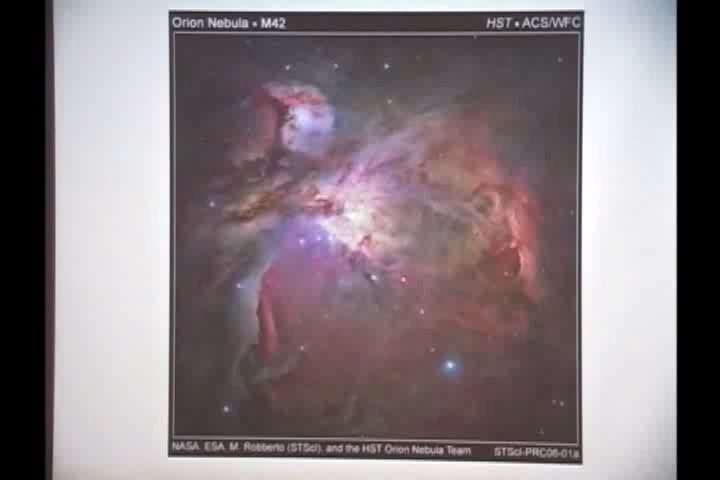 Orion Nebula • M42
HST • ACS/WFC
NASA, ESA, M. Robberto (STScI), and the HST Orion Nebula Team
STScI-PRC06-01a